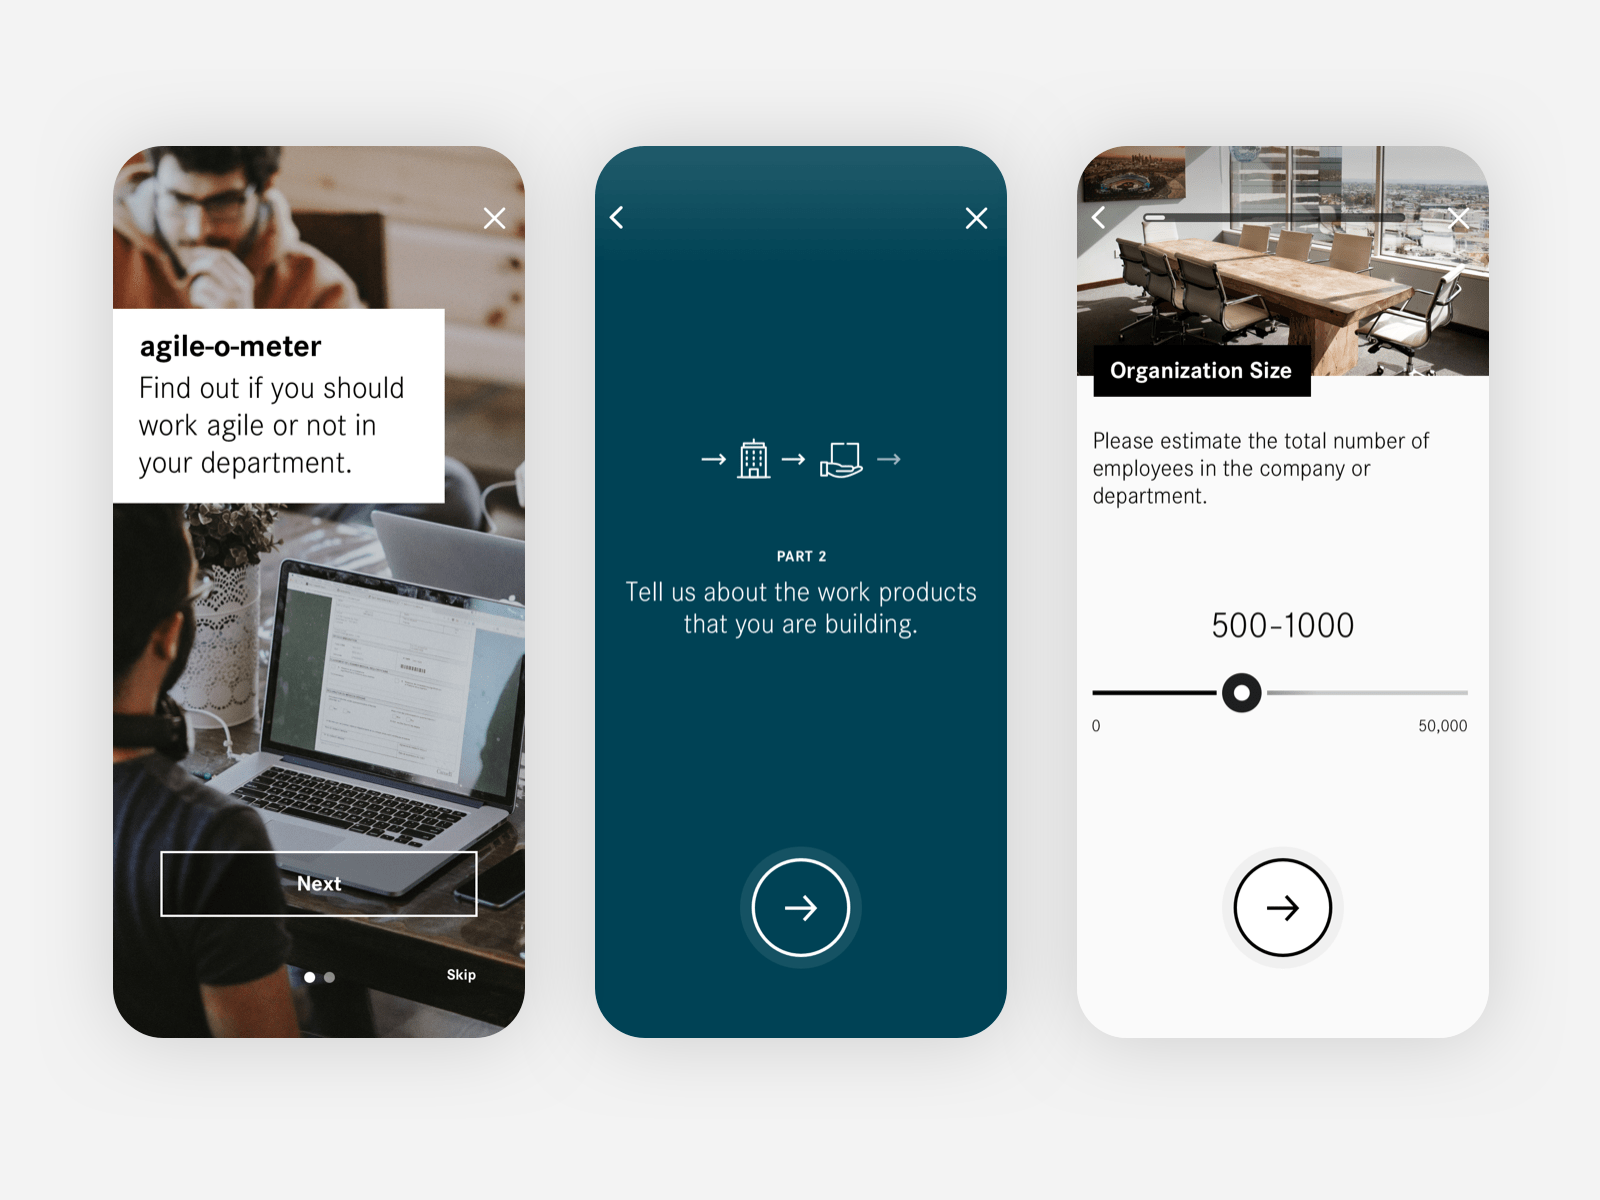 agile-o-meter
Find out if you should
work agile or not in
your department.
Next
Skip
PART 2
Tell us about the work products
that you are building.
Organization Size
Please estimate the total number of
employees in the company or
department.
500-1000
0
50,000